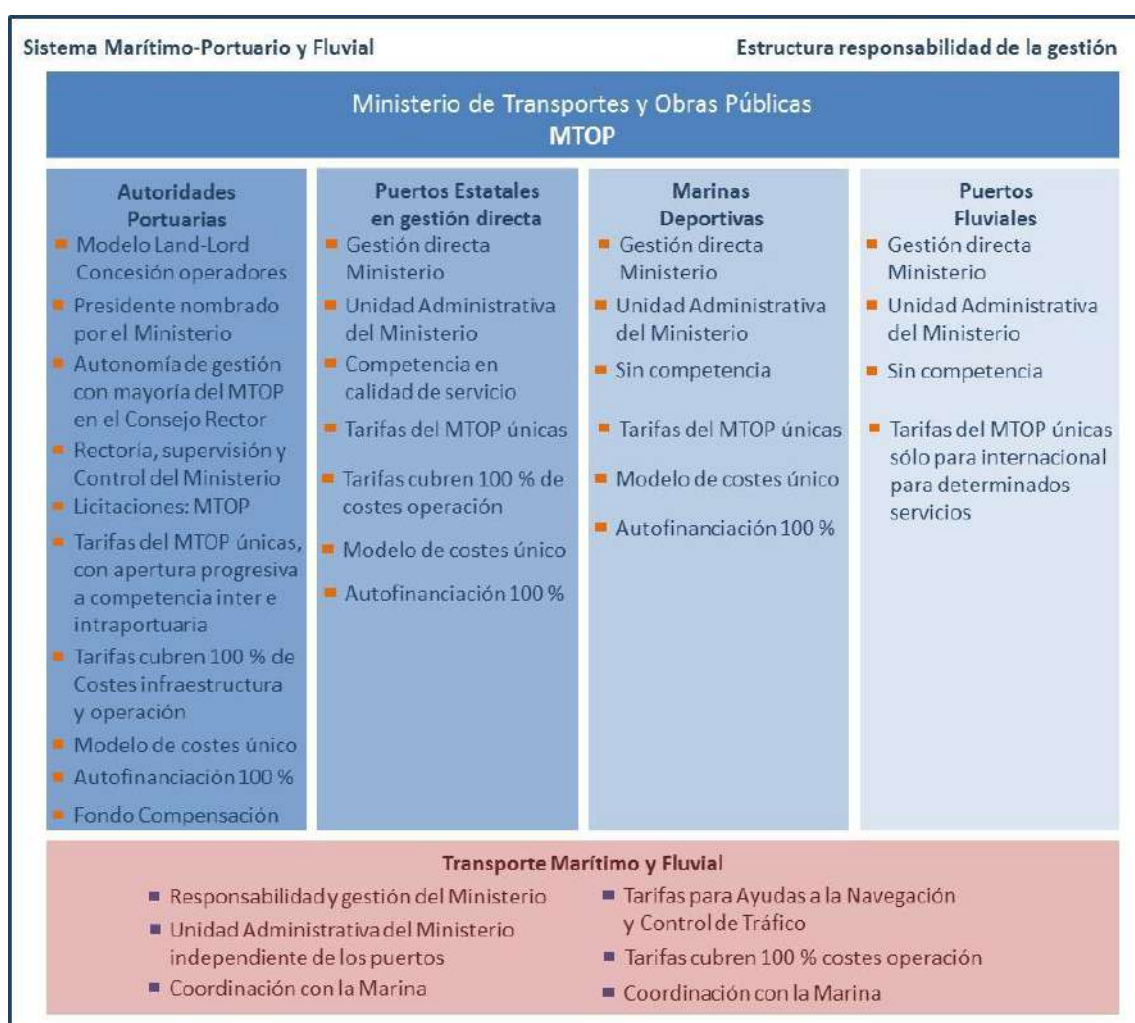 Sistema Marítimo-Portuario y Fluvial
Estructura responsabilidad de la gestión
Ministerio de Transportes y Obras Públicas
MTOP
Autoridades
Portuarias
Modelo Land-Lord
Concesión operadores
Presidente nombrado
por el Ministerio
Autonomía de gestión
con mayoría del MTOP
en el Consejo Rector
Rectoría, supervisión y
Control del Ministerio
Licitaciones: MTOP
Tarifas del MTOP únicas,
con apertura progresiva
a competencia inter e
intraportuaria
Tarifas cubren 100 % de
Costes infraestructura
y operación
Modelo de costes único
Autofinanciación 100 %
Fondo Compensación
Puertos Estatales
en gestión directa
Gestión directa
Ministerio
Unidad Administrativa
del Ministerio
Competencia en
calidad de servicio
Tarifas del MTOP únicas
Tarifas cubren 100 % de
costes operación
Modelo de costes único
Autofinanciación 100 %
Marinas
Deportivas
Gestión directa
Ministerio
Unidad Administrativa
del Ministerio
Sin competencia
Tarifas del MTOP únicas
Modelo de costes único
Autofinanciación 100 %
Puertos
Fluviales
Gestión directa
Ministerio
Unidad Administrativa
del Ministerio
Sin competencia
Tarifas del MTOP únicas
sólo para internacional
para determinados
servicios
Transporte Marítimo y Fluvial
Responsabilidad y gestión del Ministerio
Unidad Administrativa del Ministerio
independiente de los puertos
Coordinación con la Marina
Tarifas para Ayudas a la Navegación
y Control de Tráfico
Tarifas cubren 100 % costes operación
Coordinación con la Marina